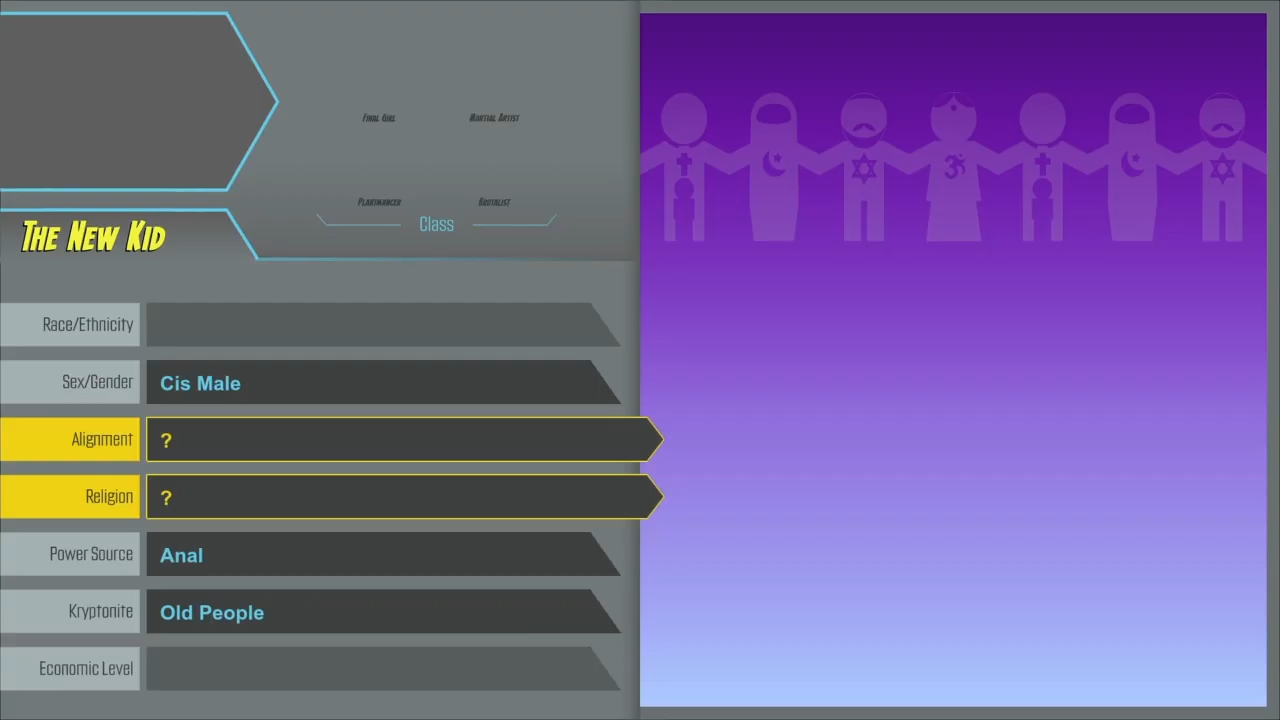 Final Girl
Martial Artist
Plantmancer
Brutalist
Class
The New Kid
Race/Ethnicity
Sex/Gender
Cis Male
Alignment
?
Religion
?
Power Source
Anal
Kryptonite
Old People
Economic Level